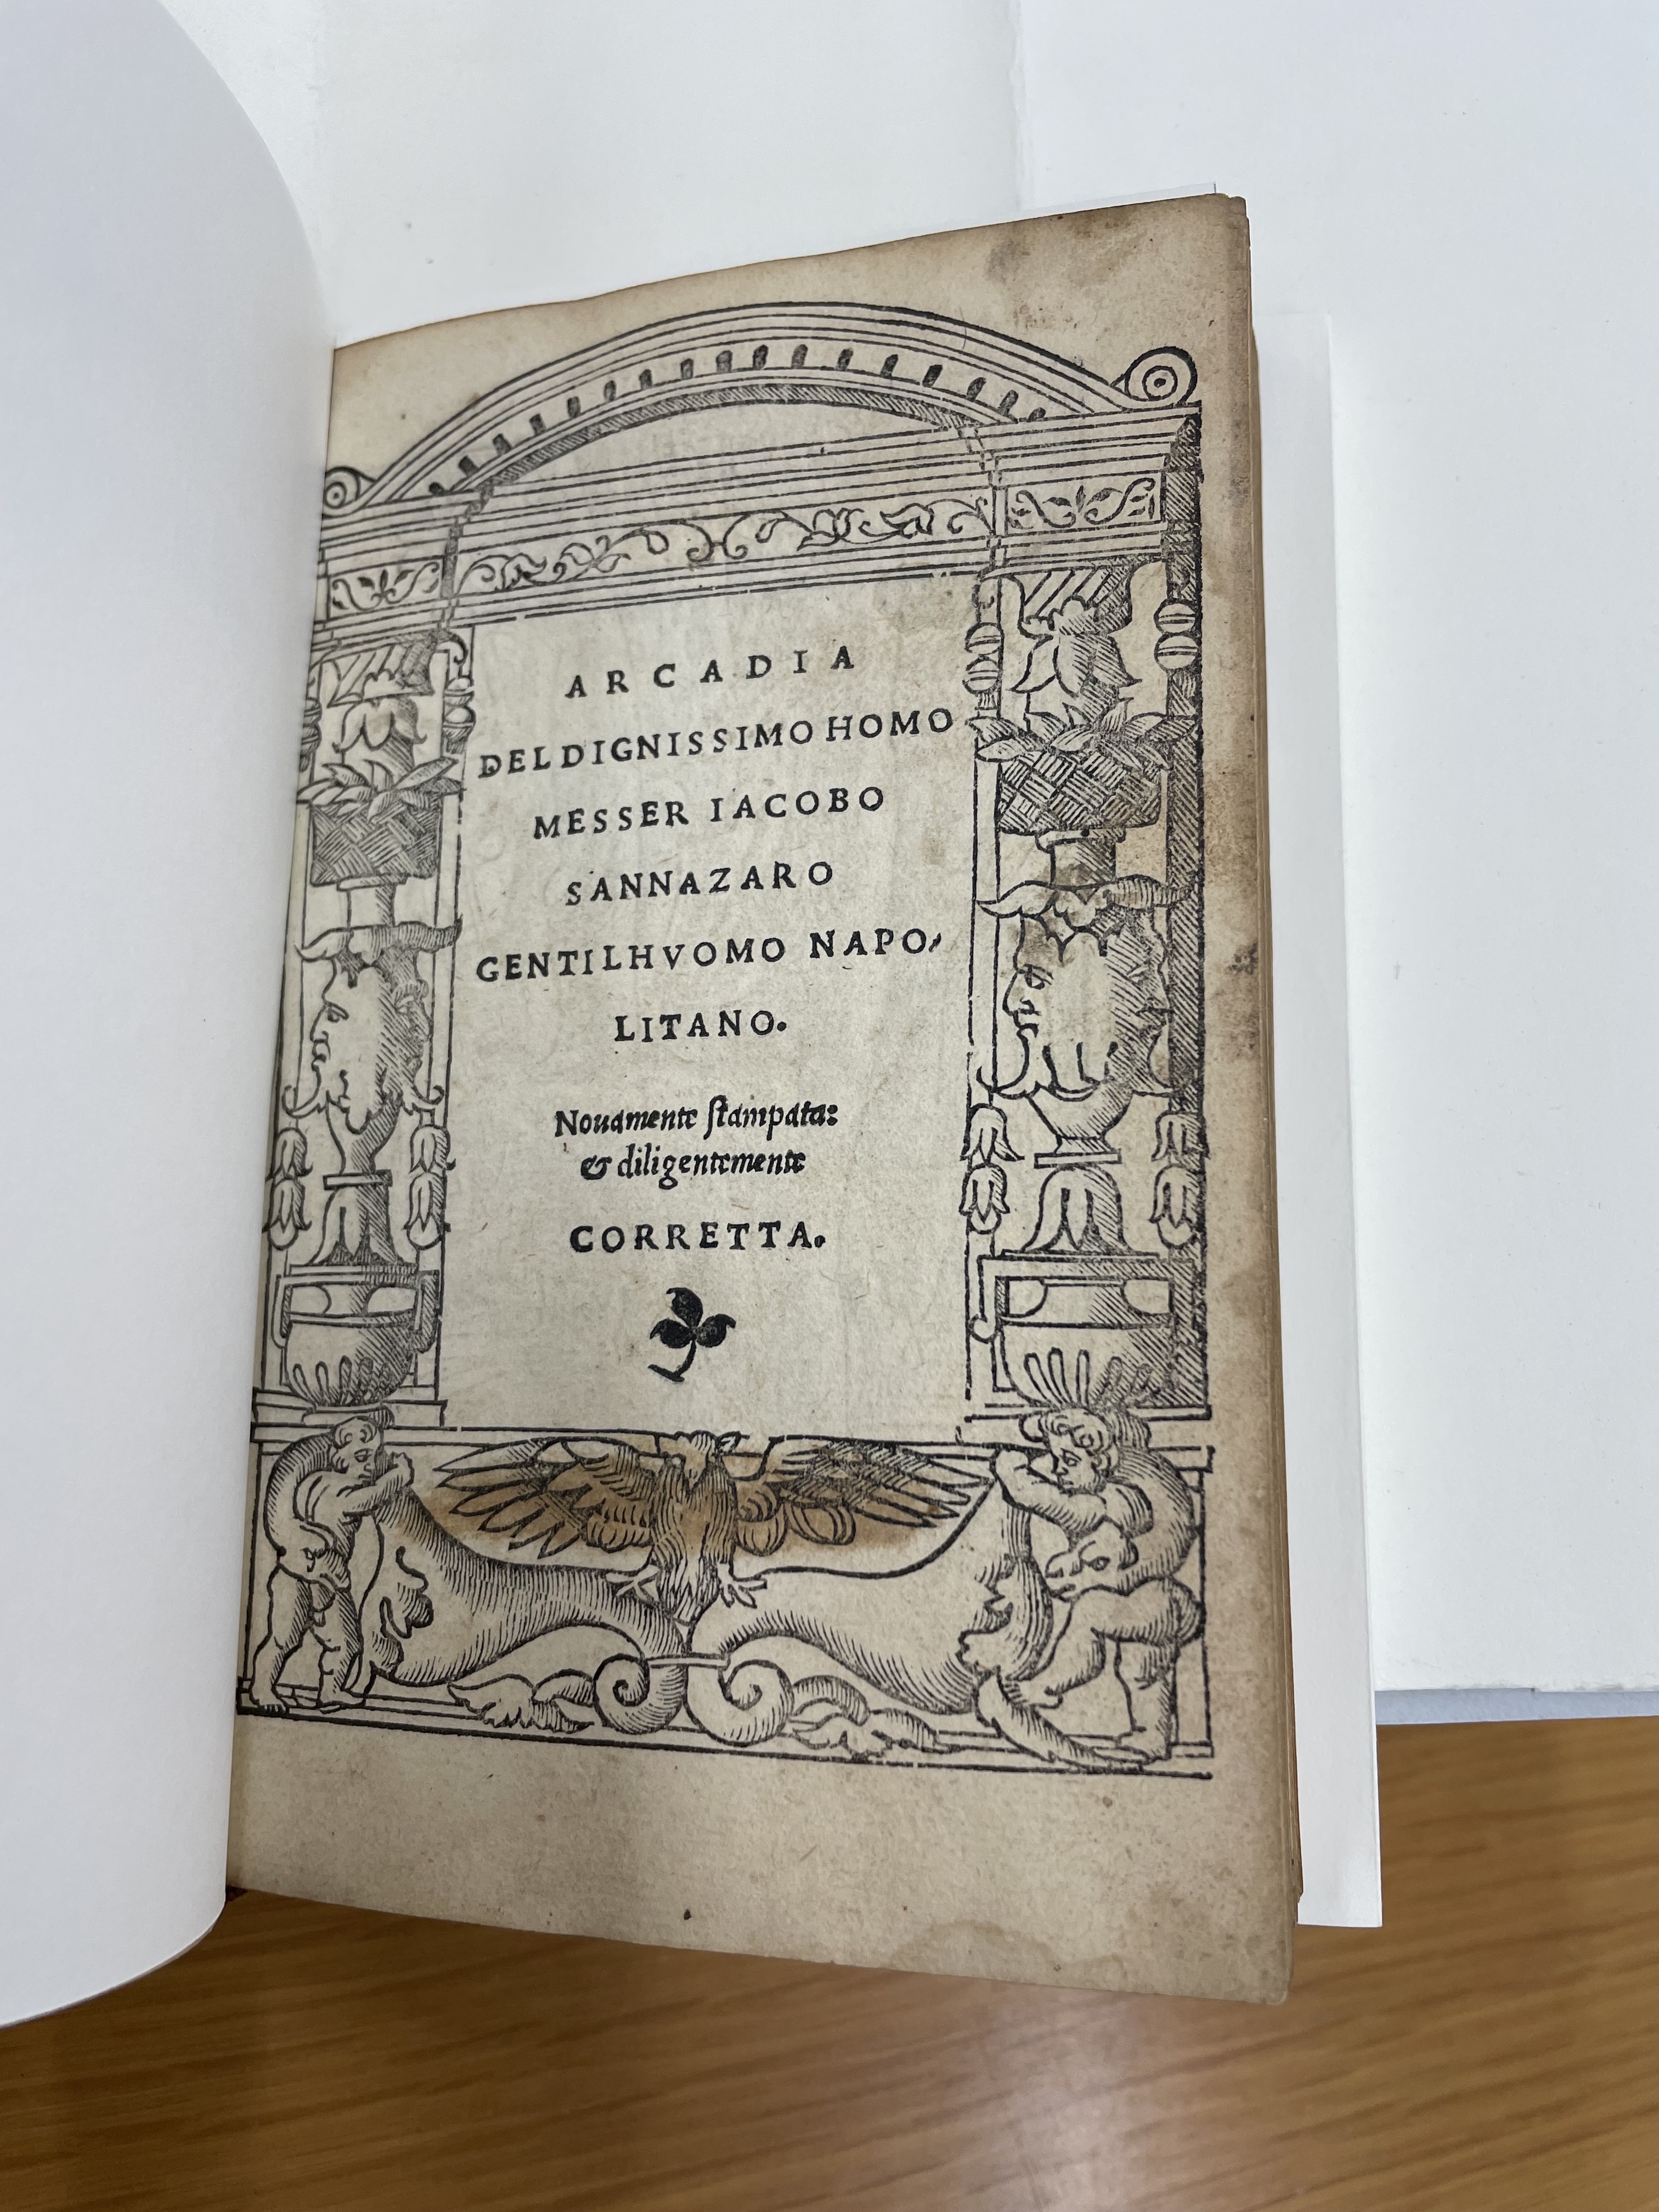 ARCADIA
DEL DIGNISSIMO HOMO
MESSER IACOBO
SANNAZARO
GENTILHVOMO NAPO,
LITANO.
Nouamente ſtampata:
& diligentemente
CORRETTA.